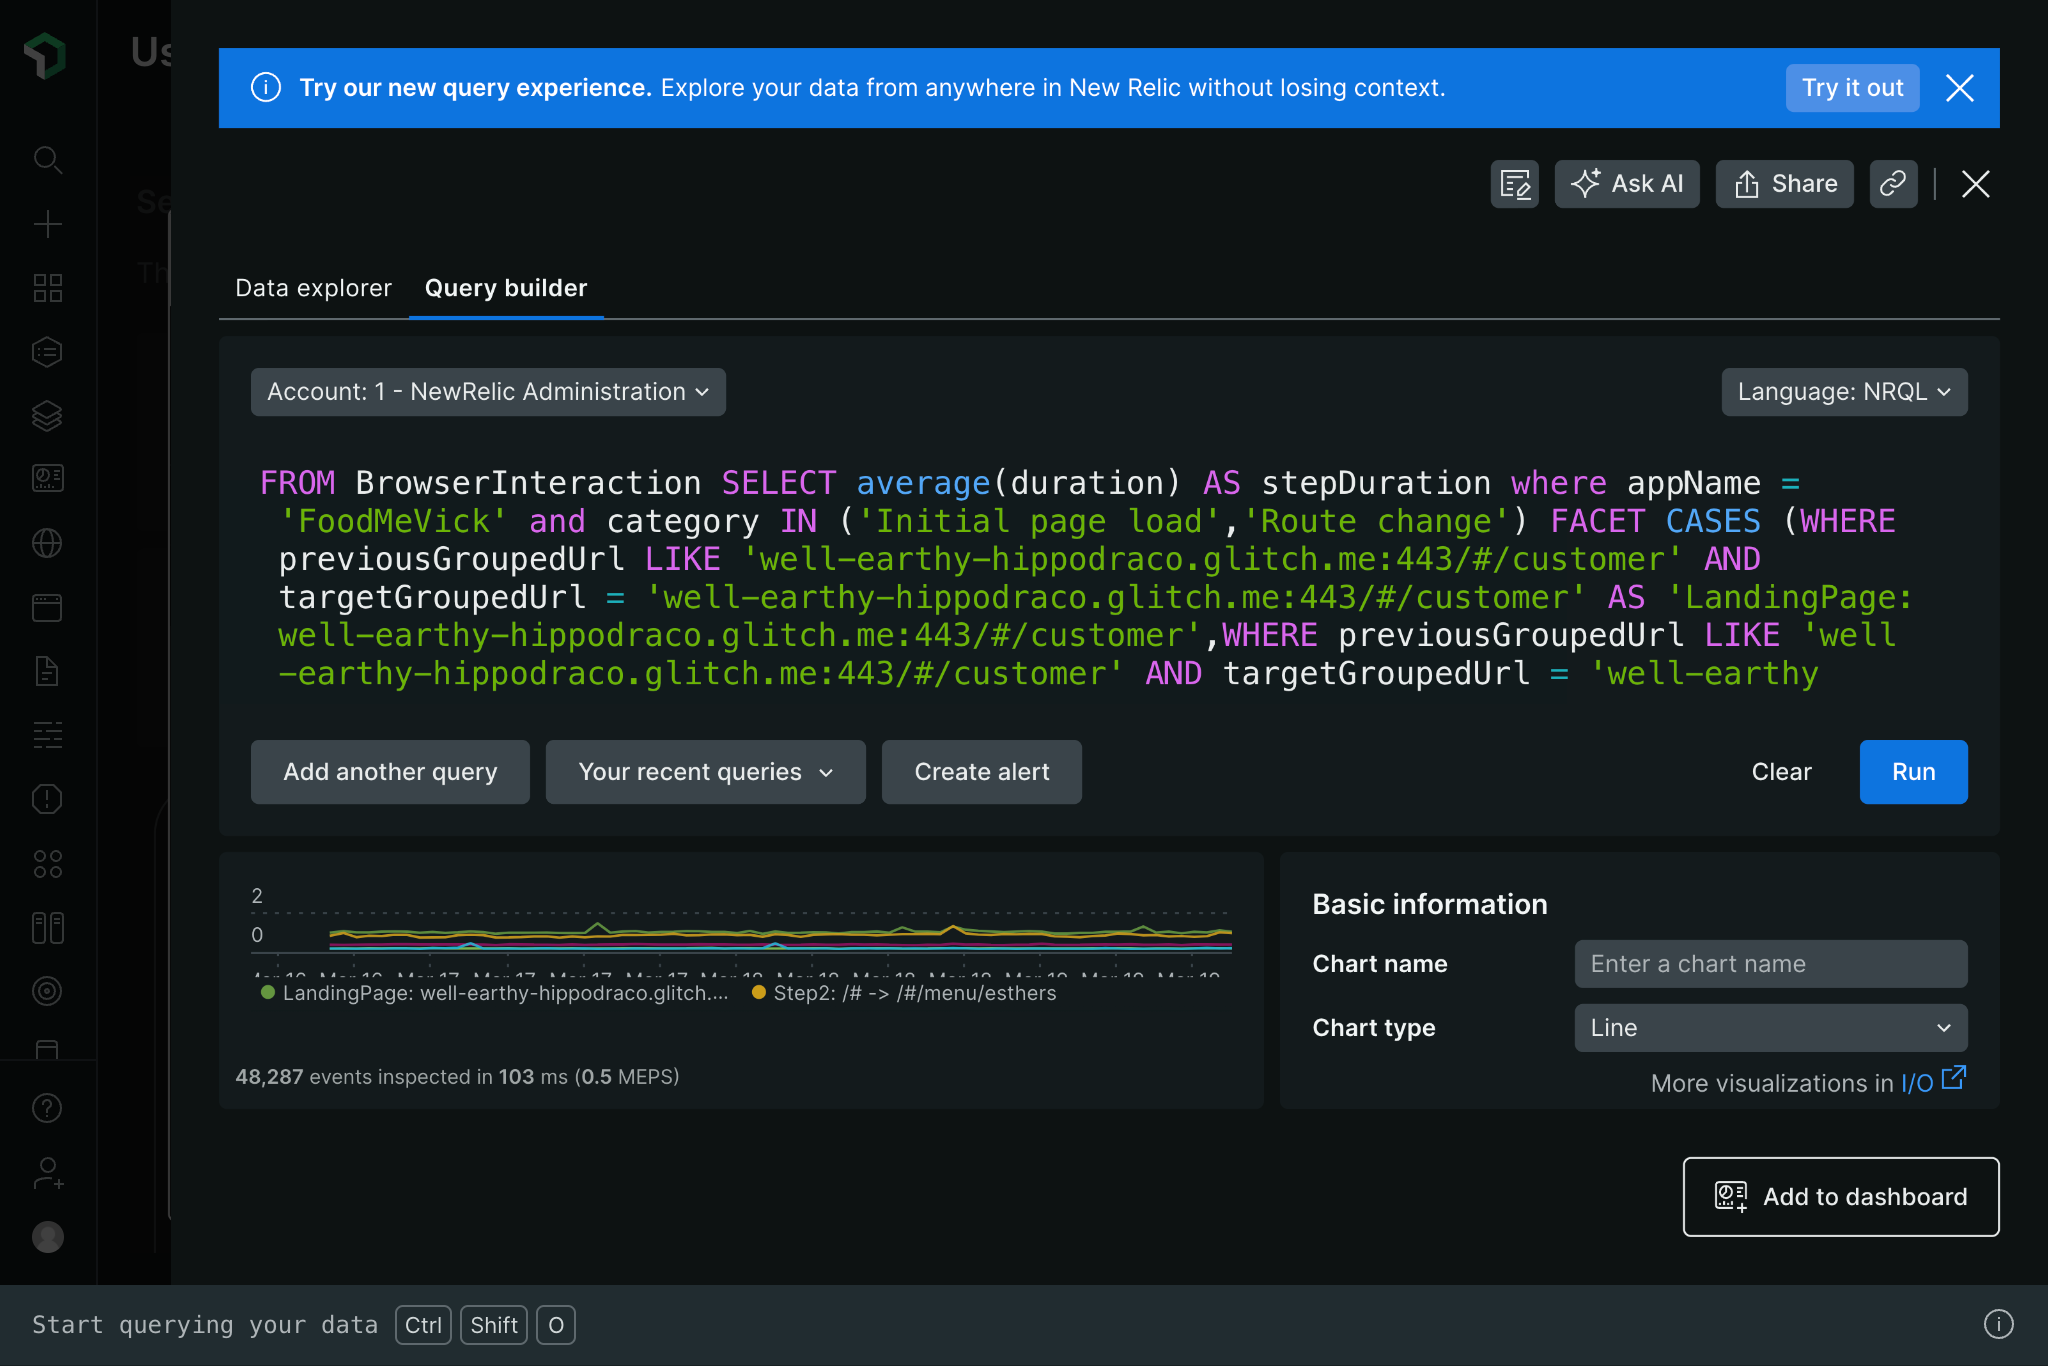 Us
Try our new query experience. Explore your data from anywhere in New Relic without losing context.
Try it out
Ask AI
Share
Se
Th
Data explorer
Query builder
Account: 1 - NewRelic Administration
Language: NRQL
FROM BrowserInteraction SELECT average(duration) AS stepDuration where appName =
'FoodMeVick' and category IN ('Initial page load','Route change') FACET CASES (WHERE
previousGroupedUrl LIKE 'well-earthy-hippodraco.glitch.me:443/#/customer' AND
targetGroupedUrl = 'well-earthy-hippodraco.glitch.me:443/#/customer' AS 'LandingPage:
well-earthy-hippodraco.glitch.me:443/#/customer',WHERE previousGroupedUrl LIKE 'well
-earthy-hippodraco.glitch.me:443/#/customer' AND targetGroupedUrl = 'well-earthy
Add another query
Your recent queries
Create alert
Clear
Run
2
0
LandingPage: well-earthy-hippodraco.glitch....
Step2: /# -> /#/menu/esthers
48,287 events inspected in 103 ms (0.5 MEPS)
Basic information
Chart name
Enter a chart name
Chart type
Line
More visualizations in I/O
Add to dashboard
Start querying your data Ctrl Shift O